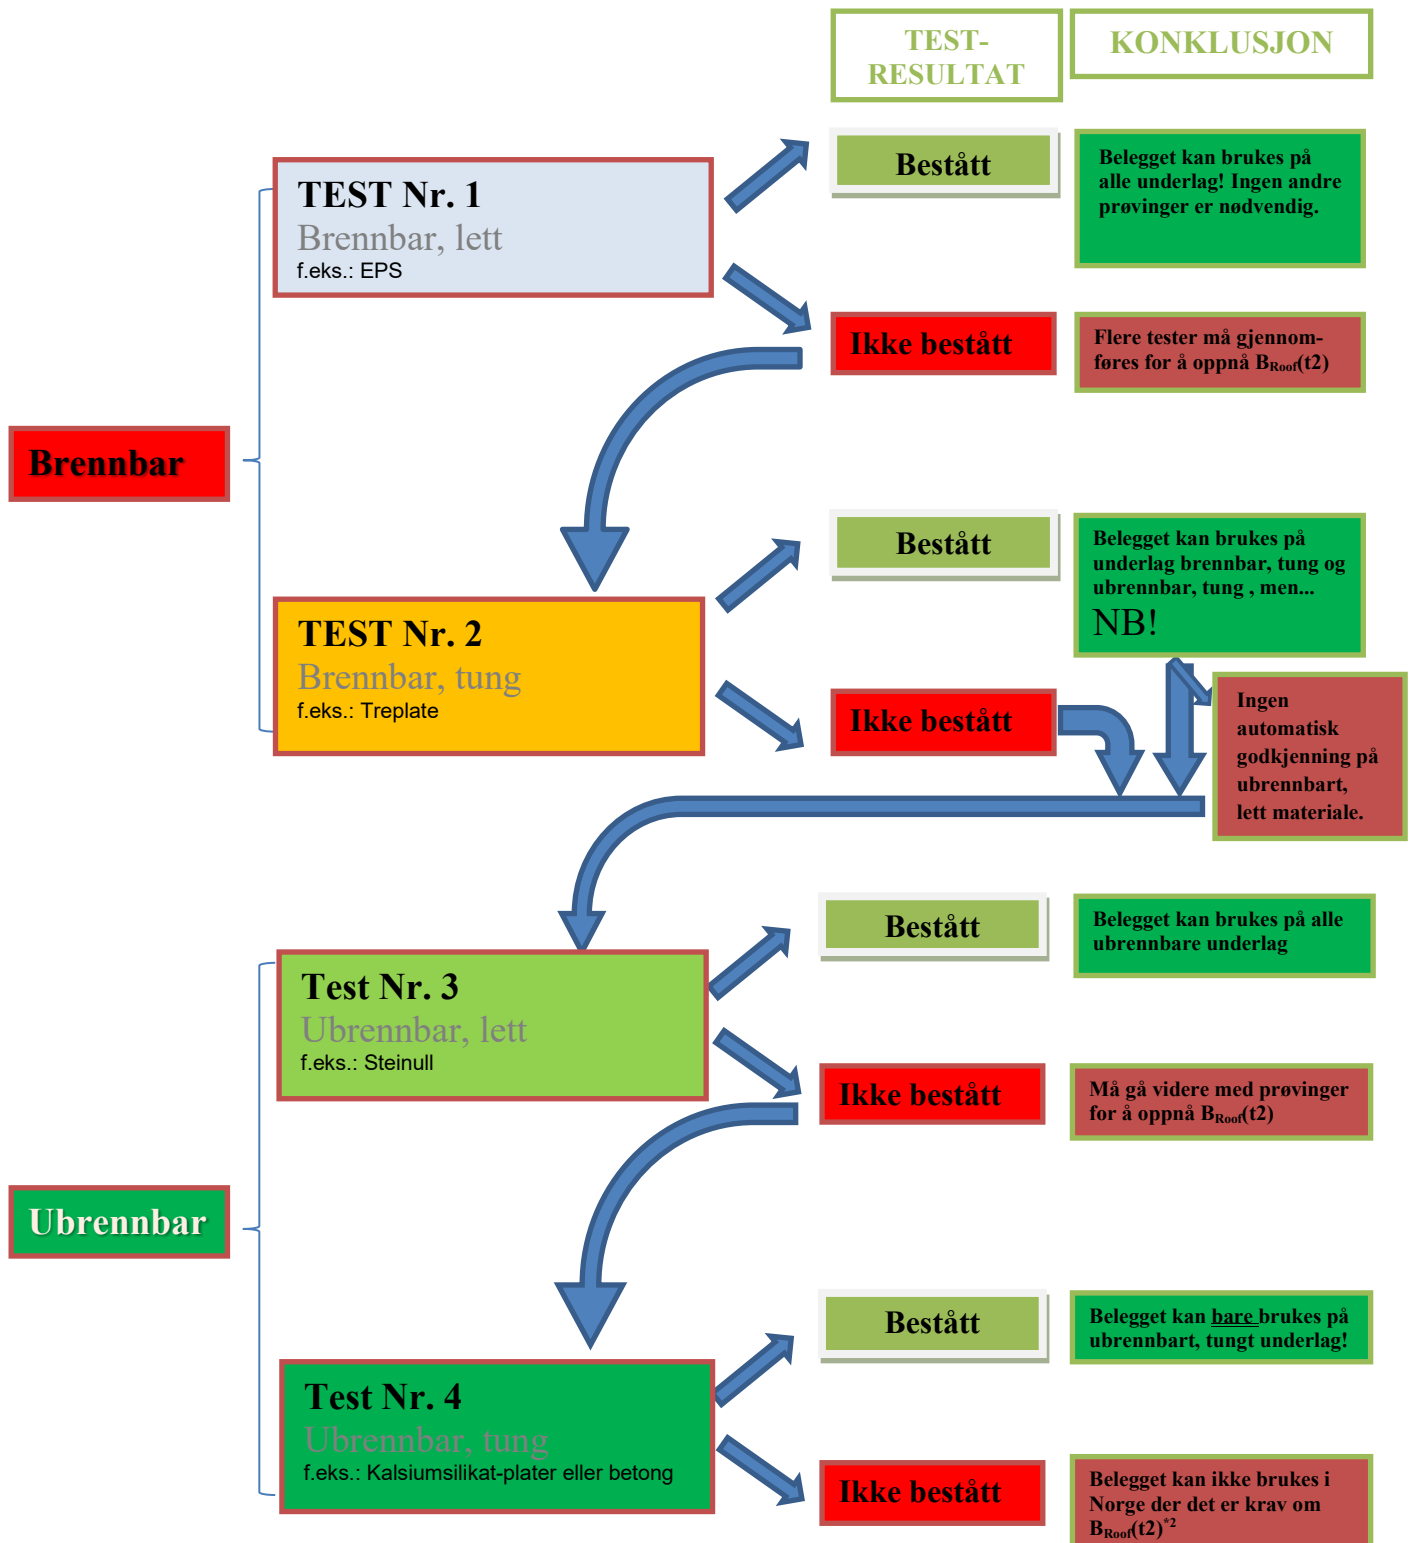 TEST-
RESULTAT
KONKLUSJON
TEST Nr. 1
Brennbar, lett
f.eks.: EPS
Bestått
Belegget kan brukes på
alle underlag! Ingen andre
prøvinger er nødvendig.
Ikke bestått
Flere tester må gjennom-
føres for å oppnå BRoof(t2)
Brennbar
TEST Nr. 2
Brennbar, tung
f.eks.: Treplate
Bestått
Belegget kan brukes på
underlag brennbar, tung og
ubrennbar, tung , men...
NB!
Ikke bestått
Ingen
automatisk
godkjenning på
ubrennbart,
lett materiale.
Test Nr. 3
Ubrennbar, lett
f.eks.: Steinull
Bestått
Belegget kan brukes på alle
ubrennbare underlag
Ikke bestått
Må gå videre med prøvinger
for å oppnå BRoof(t2)
Ubrennbar
Test Nr. 4
Ubrennbar, tung
f.eks.: Kalsiumsilikat-plater eller betong
Bestått
Belegget kan bare brukes på
ubrennbart, tungt underlag!
Ikke bestått
Belegget kan ikke brukes i
Norge der det er krav om
BRoof(t2)*2